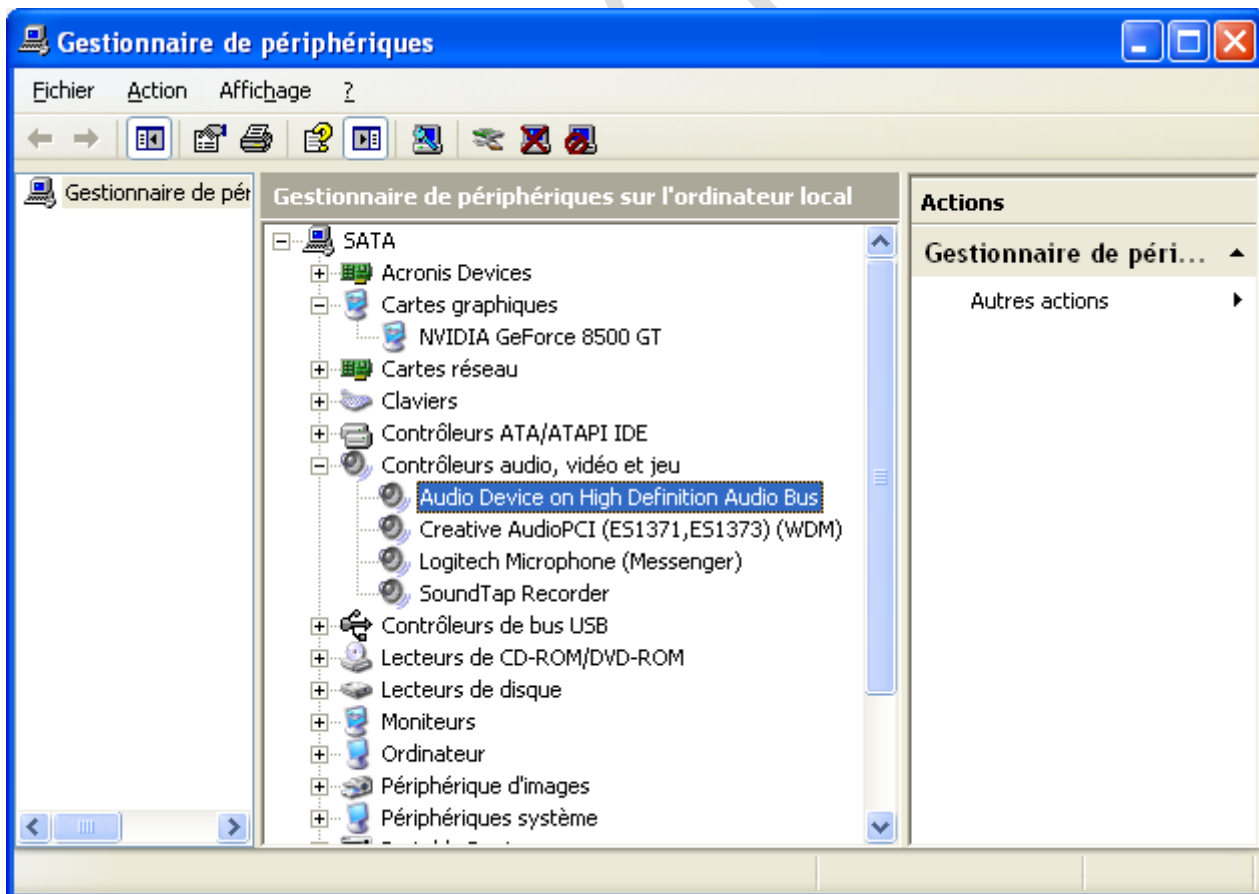 Gestionnaire de périphériques
Fichier Action Affichage ?
Gestionnaire de pér
Gestionnaire de périphériques sur l'ordinateur local
SATA
Acronis Devices
Cartes graphiques
NVIDIA GeForce 8500 GT
Cartes réseau
Claviers
Contrôleurs ATA/ATAPI IDE
Contrôleurs audio, vidéo et jeu
Audio Device on High Definition Audio Bus
Creative AudioPCI (ES1371,ES1373) (WDM)
Logitech Microphone (Messenger)
SoundTap Recorder
Contrôleurs de bus USB
Lecteurs de CD-ROM/DVD-ROM
Lecteurs de disque
Moniteurs
Ordinateur
Périphérique d'images
Périphériques système
Actions
Gestionnaire de péri...
Autres actions